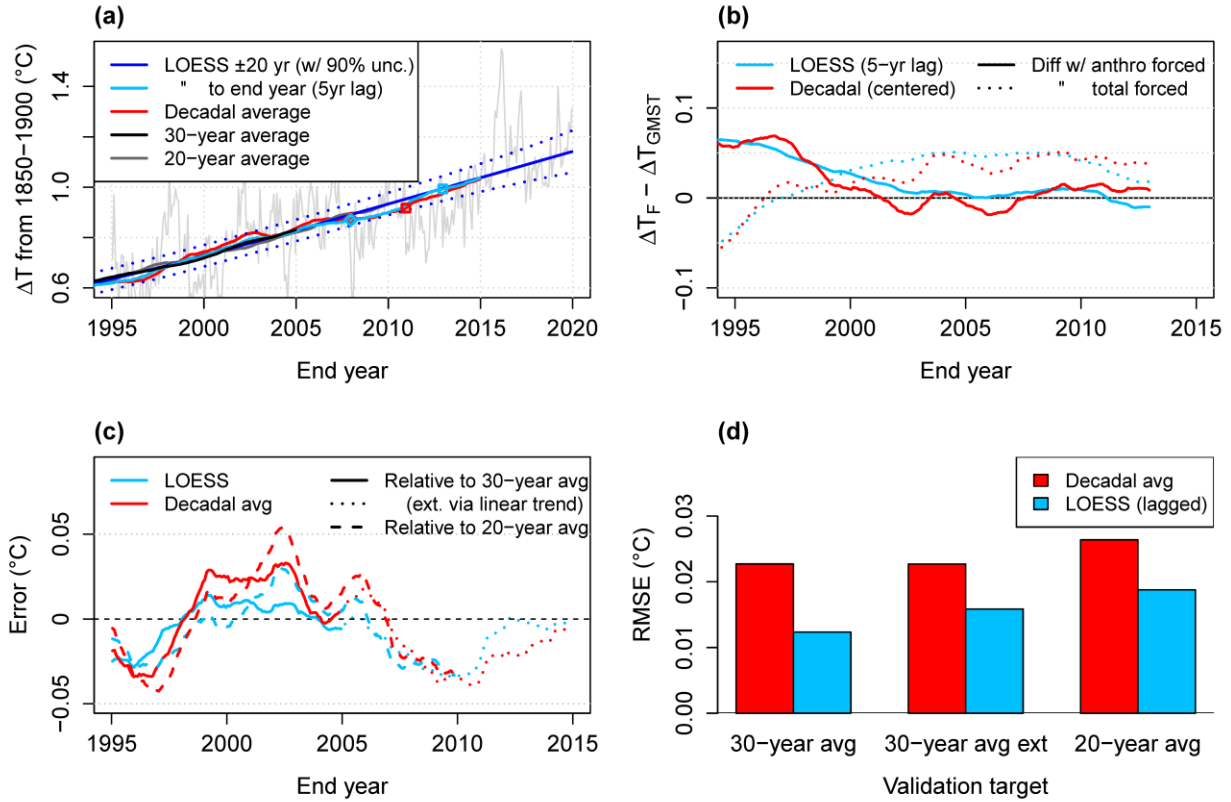 (a)
ΔT from 1850−1900 (°C)
0.6 1.0 1.4
LOESS ±20 yr (w/ 90% unc.)
" to end year (5yr lag)
Decadal average
30−year average
20−year average
1995 2000 2005 2010 2015 2020
End year
(b)
ΔT_F − ΔT_GMST
−0.1 0 0.1
LOESS (5−yr lag)
Decadal (centered)
Diff w/ anthro forced
" total forced
1995 2000 2005 2010 2015
End year
(c)
Error (°C)
−0.05 0 0.05
LOESS
Decadal avg
Relative to 30−year avg
(ext. via linear trend)
Relative to 20−year avg
1995 2000 2005 2010 2015
End year
(d)
RMSE (°C)
0.00 0.01 0.02 0.03
Decadal avg
LOESS (lagged)
30−year avg 30−year avg ext 20−year avg
Validation target